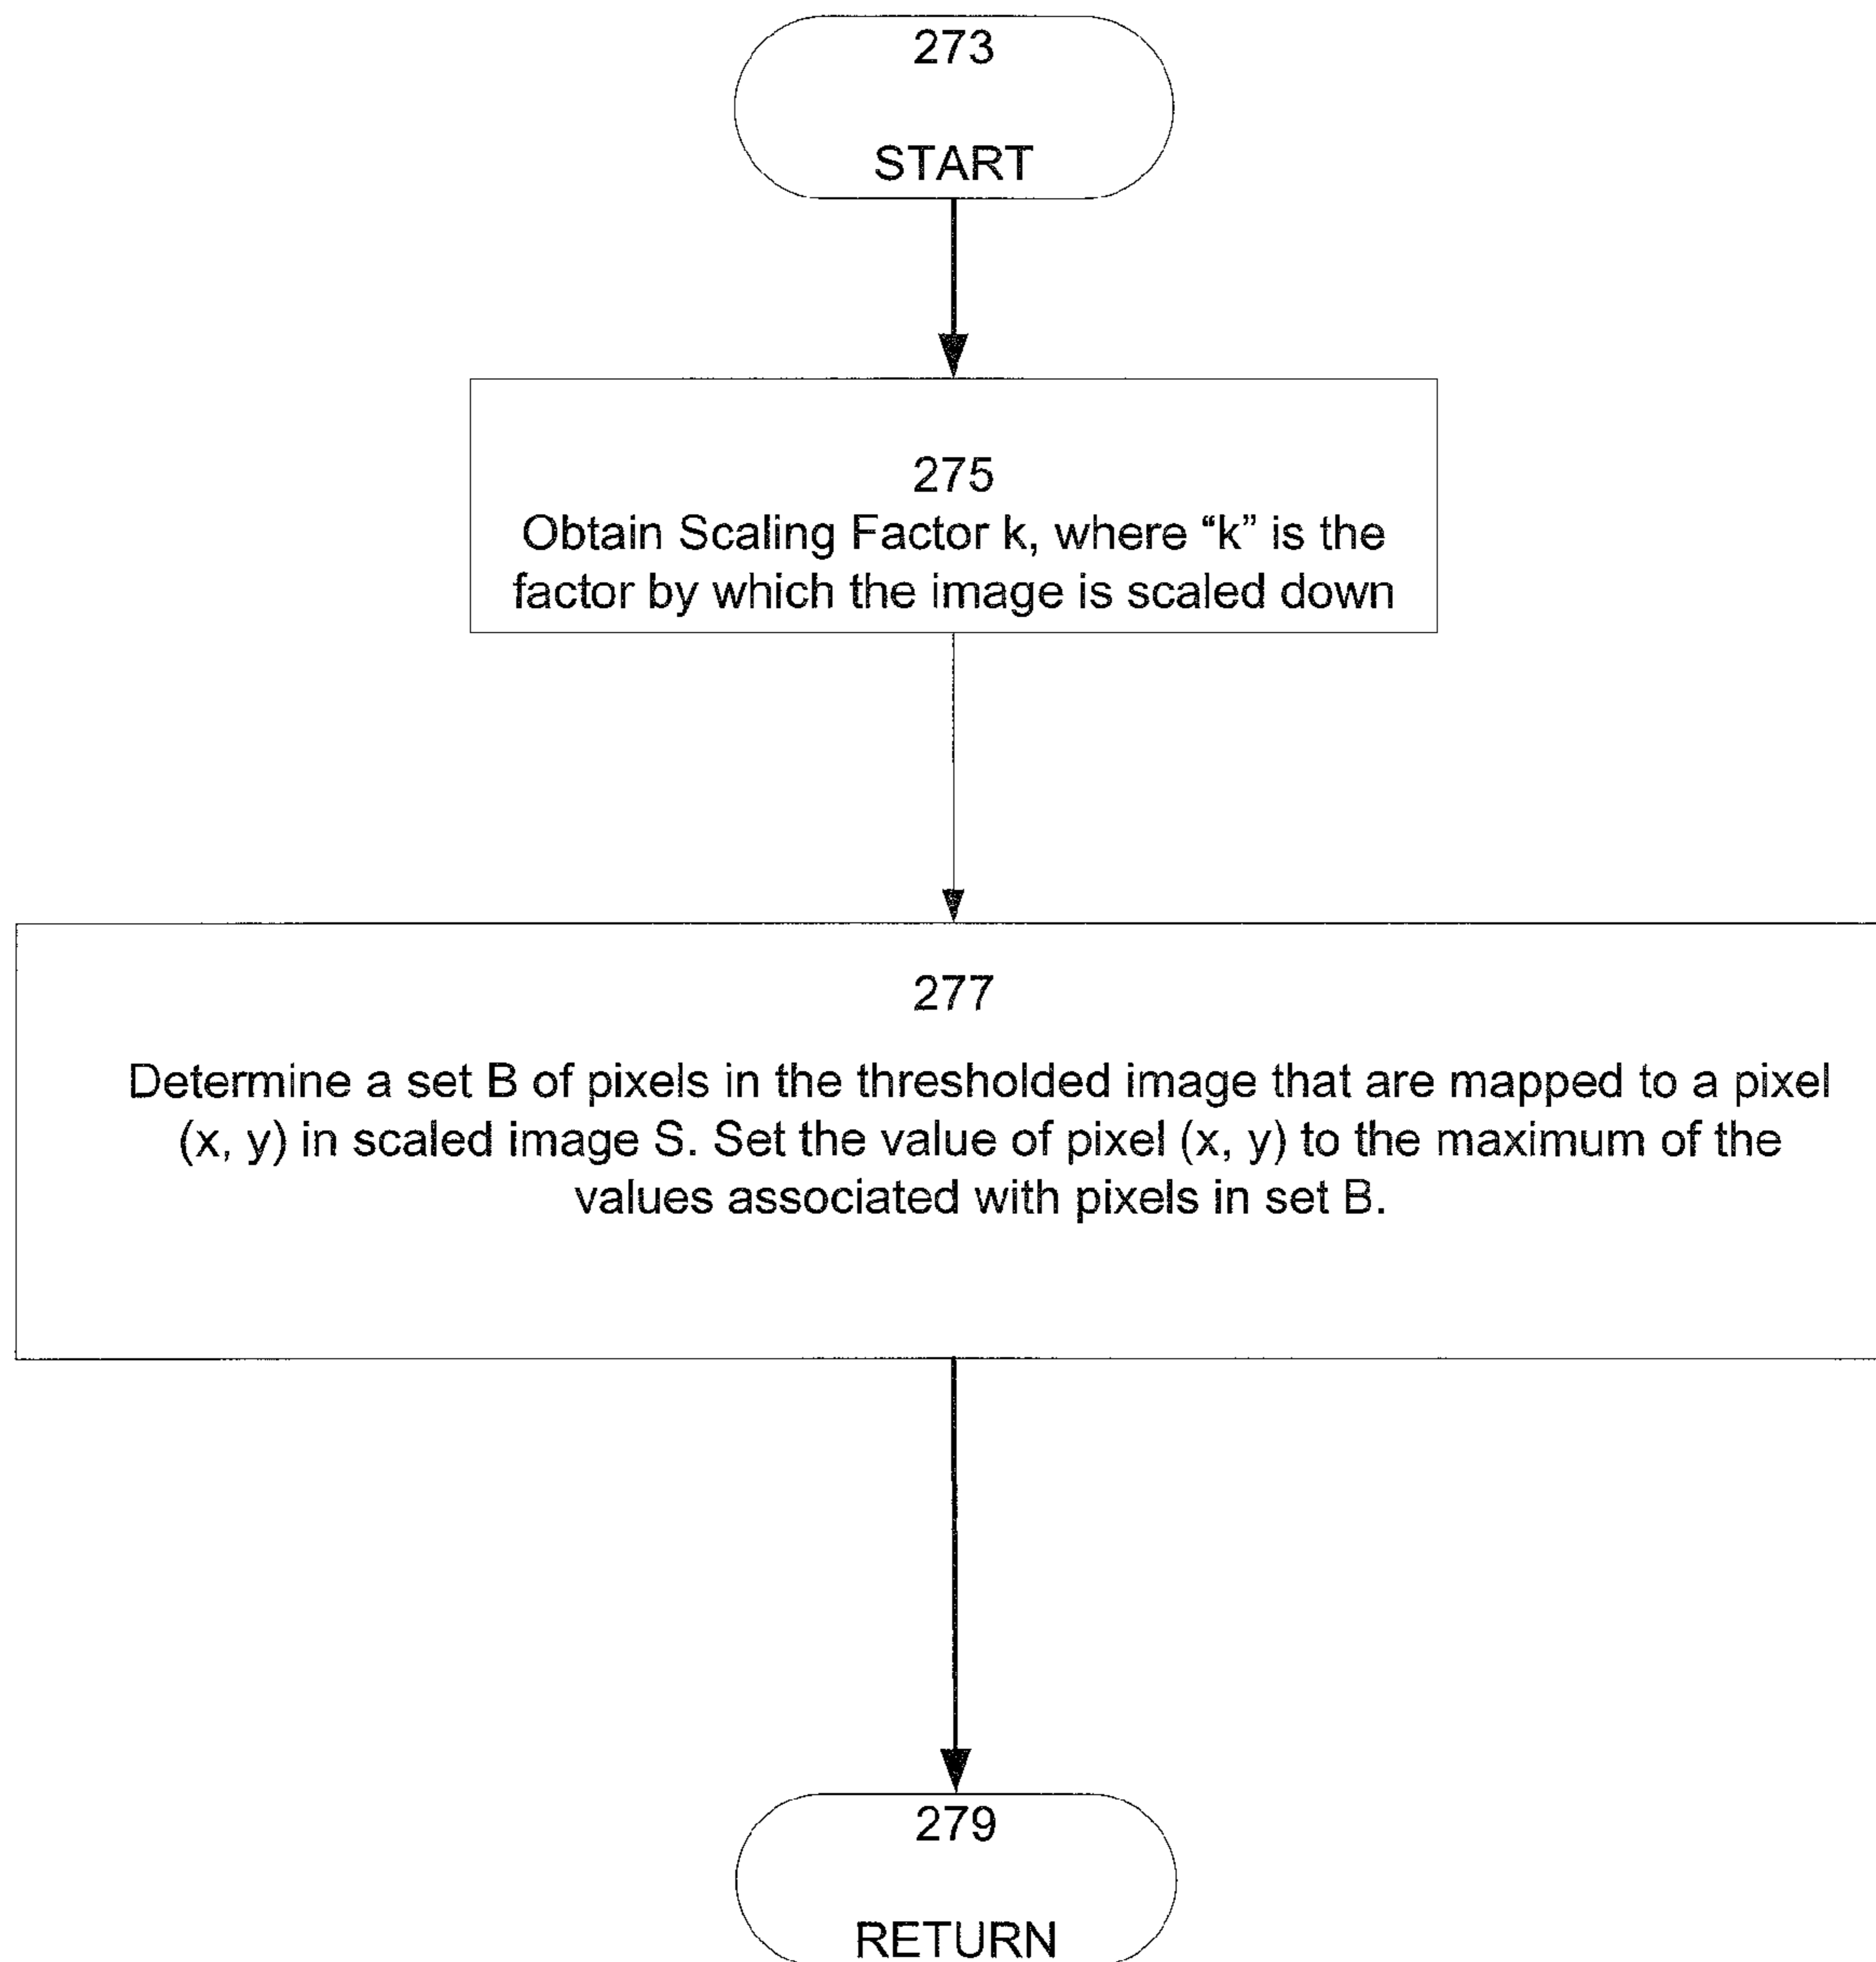 273
START
275
Obtain Scaling Factor k, where “k” is the
factor by which the image is scaled down
277
Determine a set B of pixels in the thresholded image that are mapped to a pixel
(x, y) in scaled image S. Set the value of pixel (x, y) to the maximum of the
values associated with pixels in set B.
279
RETURN